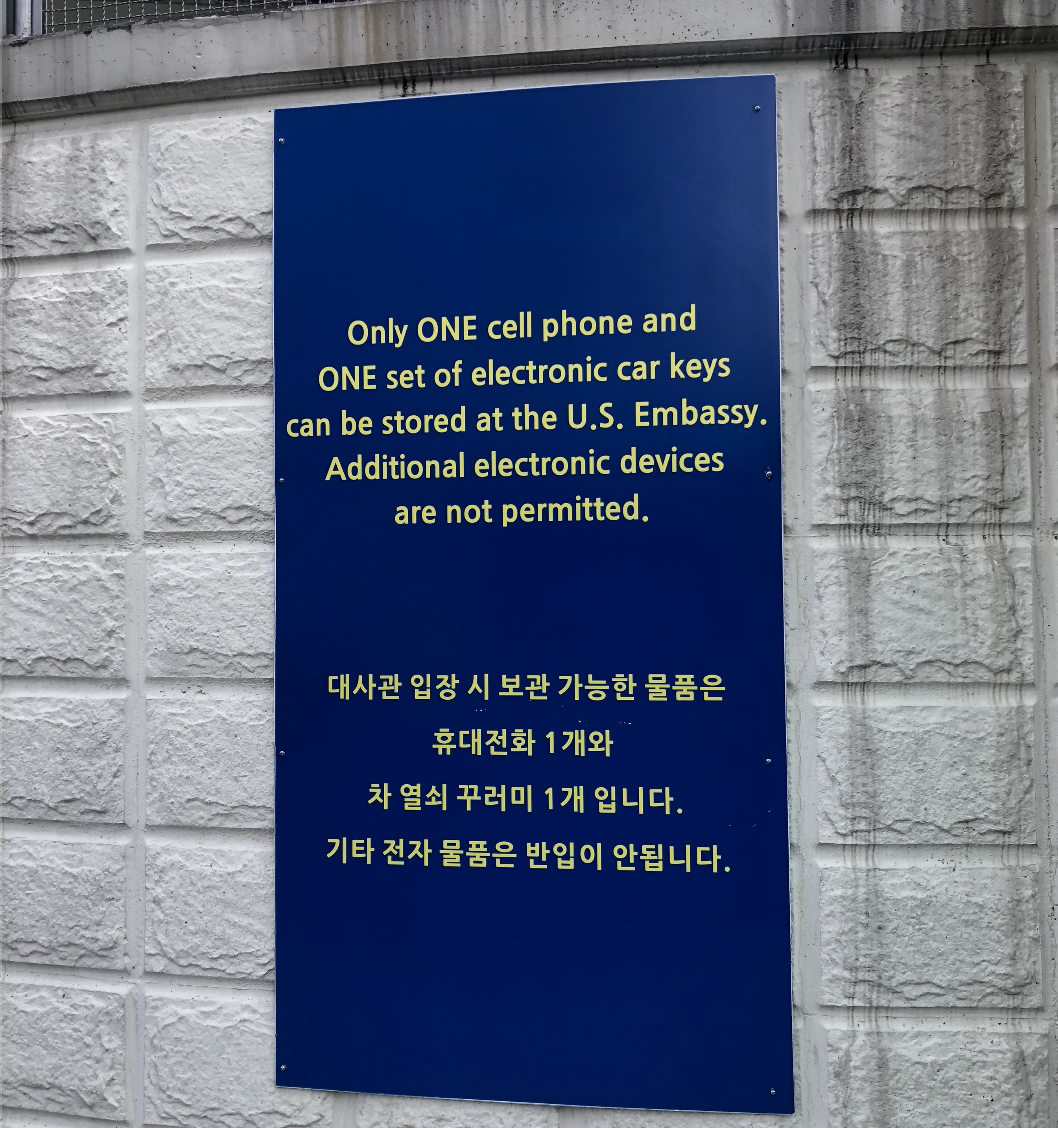 Only ONE cell phone and
ONE set of electronic car keys
can be stored at the U.S. Embassy.
Additional electronic devices
are not permitted.
대사관 입장 시 보관 가능한 물품은
휴대전화 1개와
차 열쇠 꾸러미 1개 입니다.
기타 전자 물품은 반입이 안됩니다.